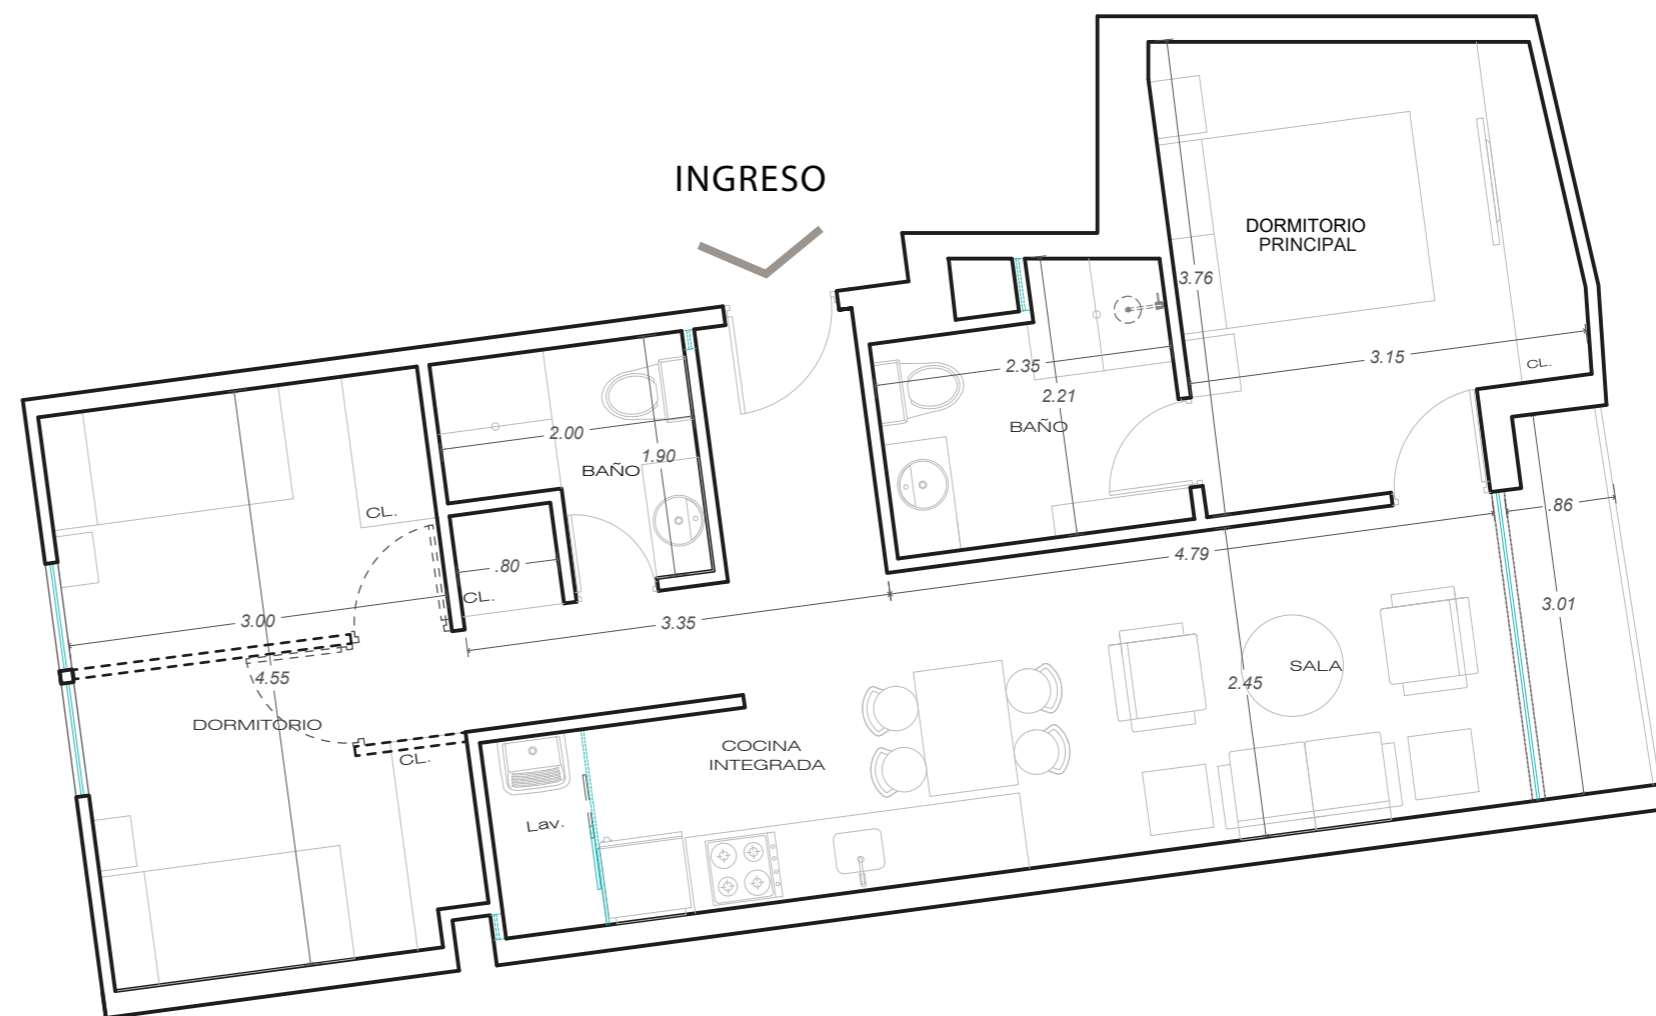 INGRESO
DORMITORIO
PRINCIPAL
3.76
3.15
CL.
2.35
2.21
BAÑO
2.00
1.90
BAÑO
CL.
.86
4.79
.80
CL.
3.01
3.00
3.35
4.55
SALA
2.45
DORMITORIO
CL.
COCINA
INTEGRADA
Lav.